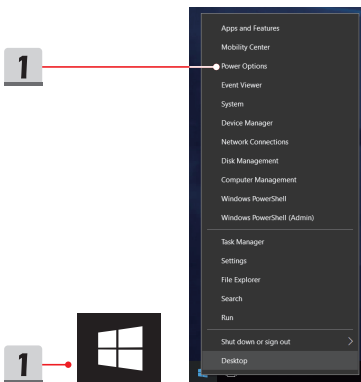 Apps and Features
Mobility Center
1
Power Options
Event Viewer
System
Device Manager
Network Connections
Disk Management
Computer Management
Windows PowerShell
Windows PowerShell (Admin)
Task Manager
Settings
File Explorer
Search
Run
Shut down or sign out
1
Desktop